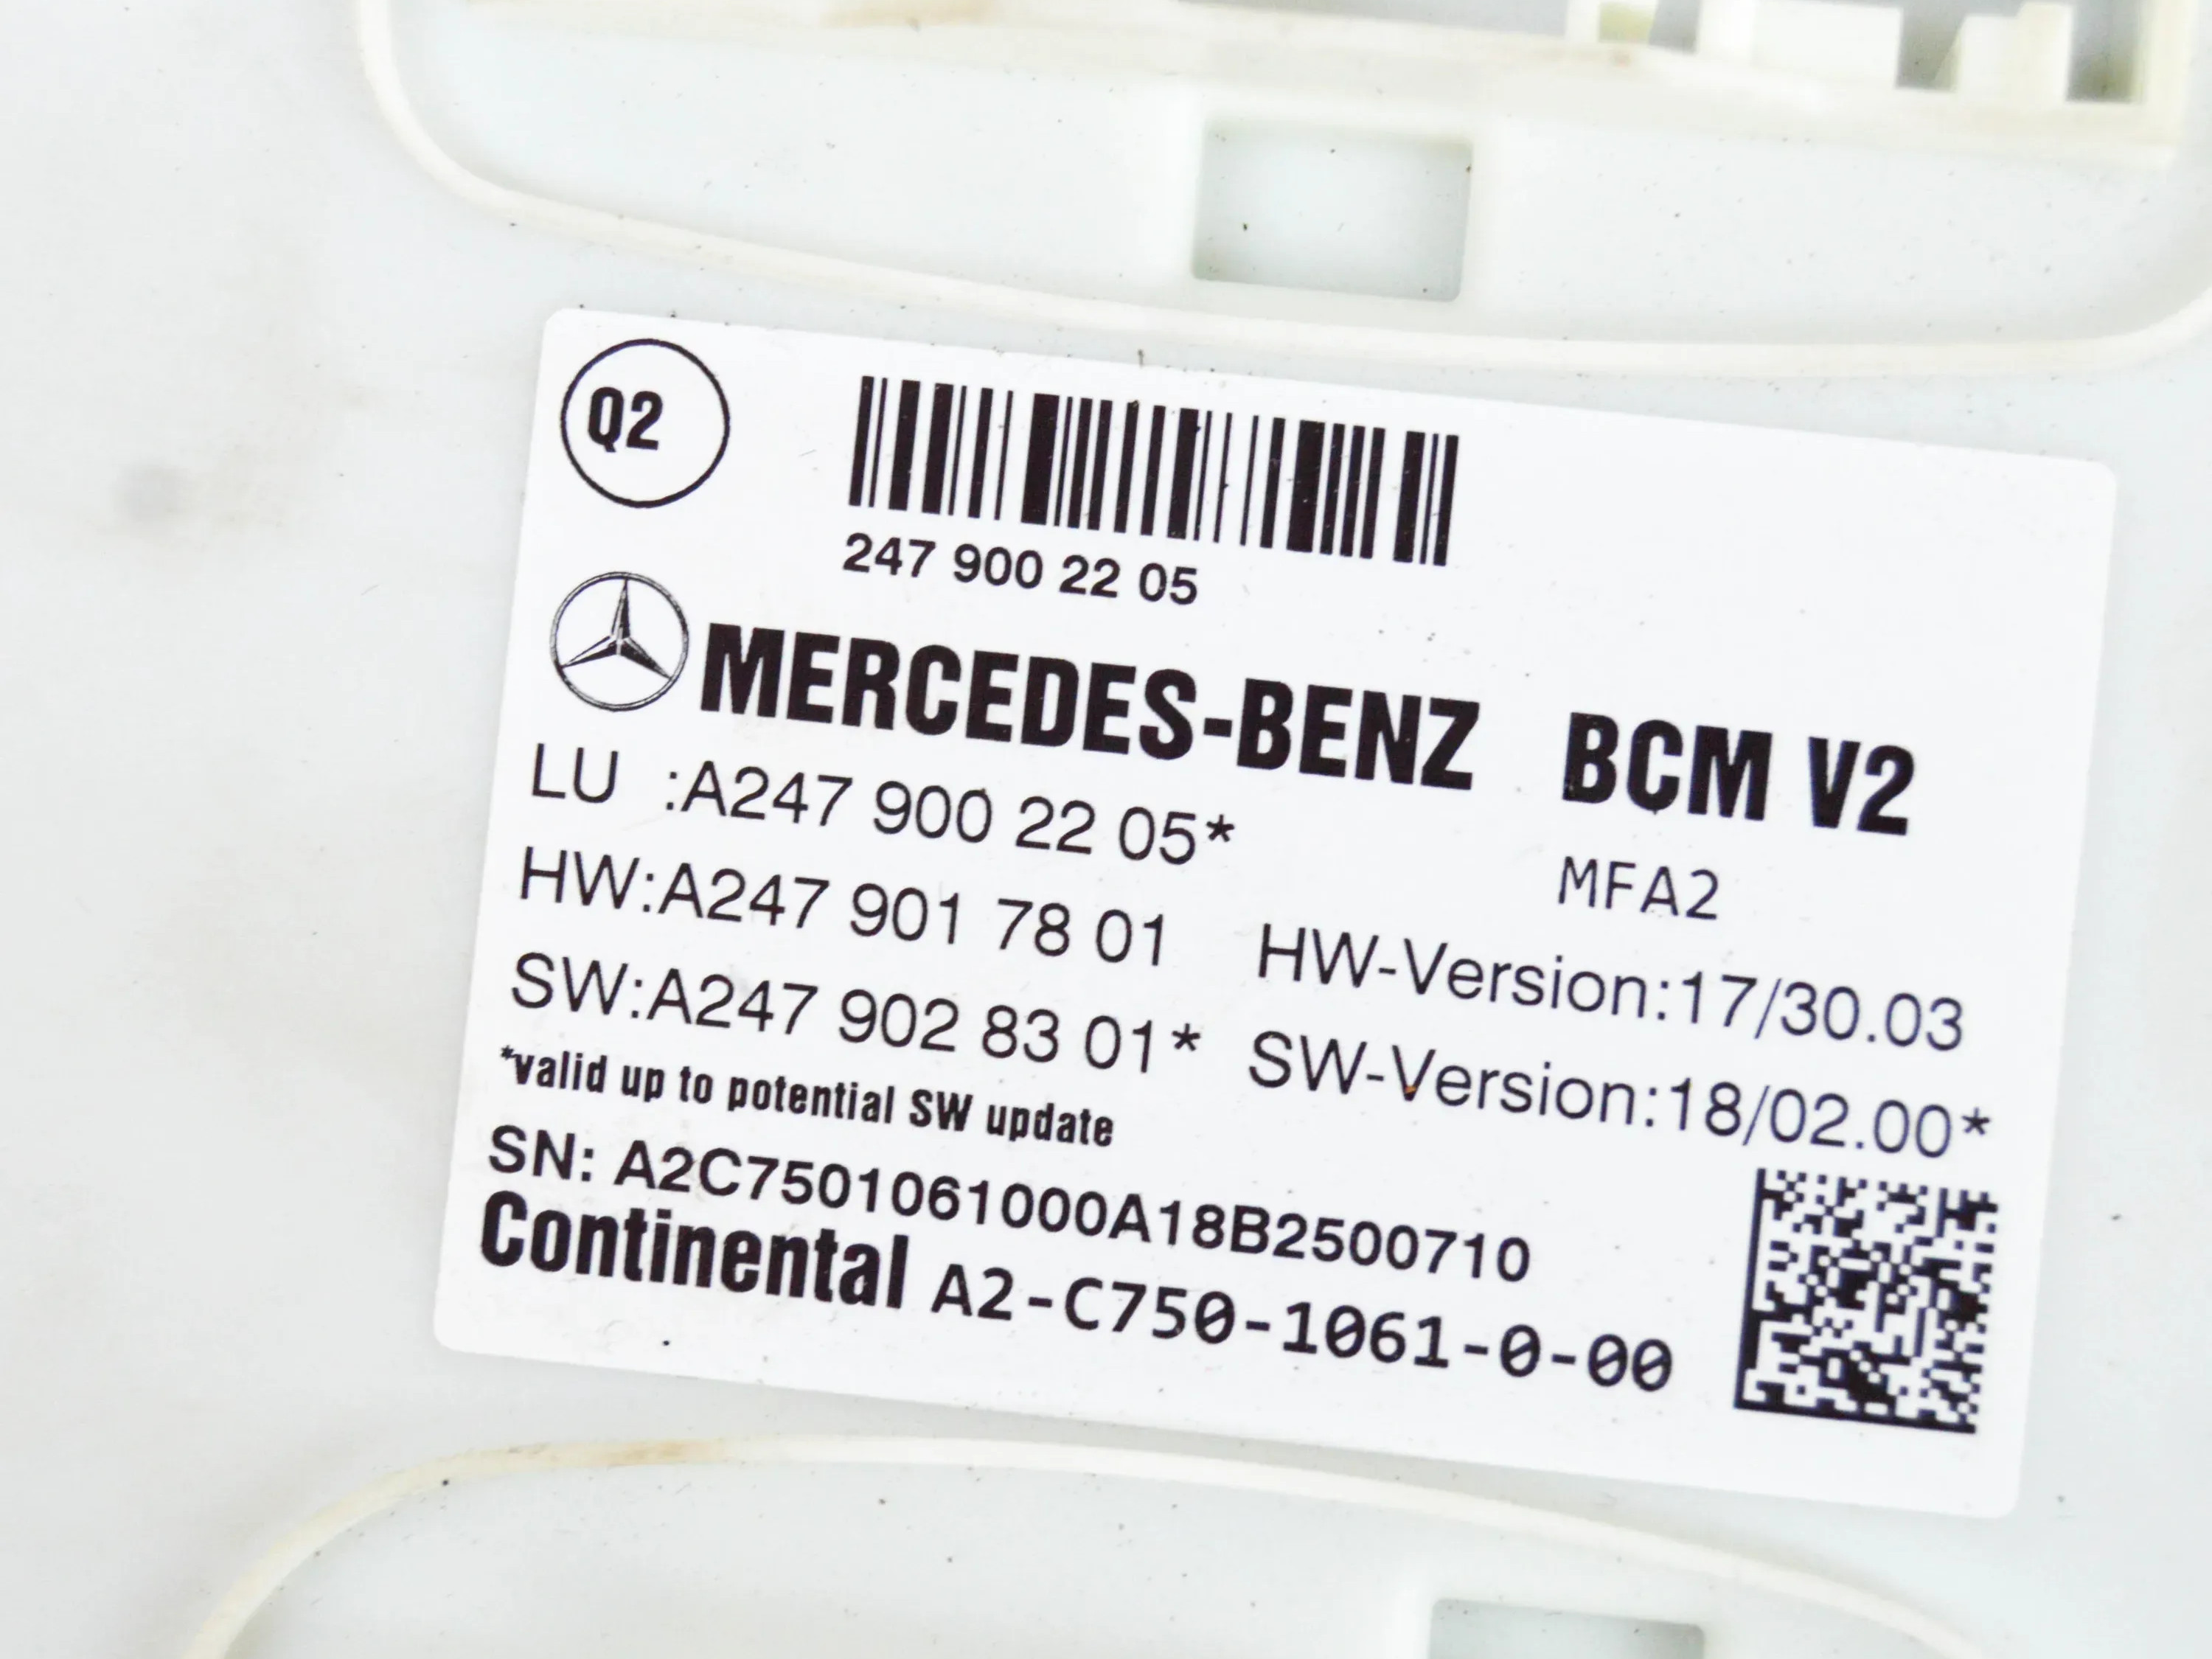 Q2
247 900 22 05
MERCEDES-BENZ BCM V2
LU :A247 900 22 05*
MFA2
HW:A247 901 78 01 HW-Version:17/30.03
SW:A247 902 83 01* SW-Version:18/02.00*
*valid up to potential SW update
SN: A2C7501061000A18B2500710
Continental A2-C750-1061-0-00